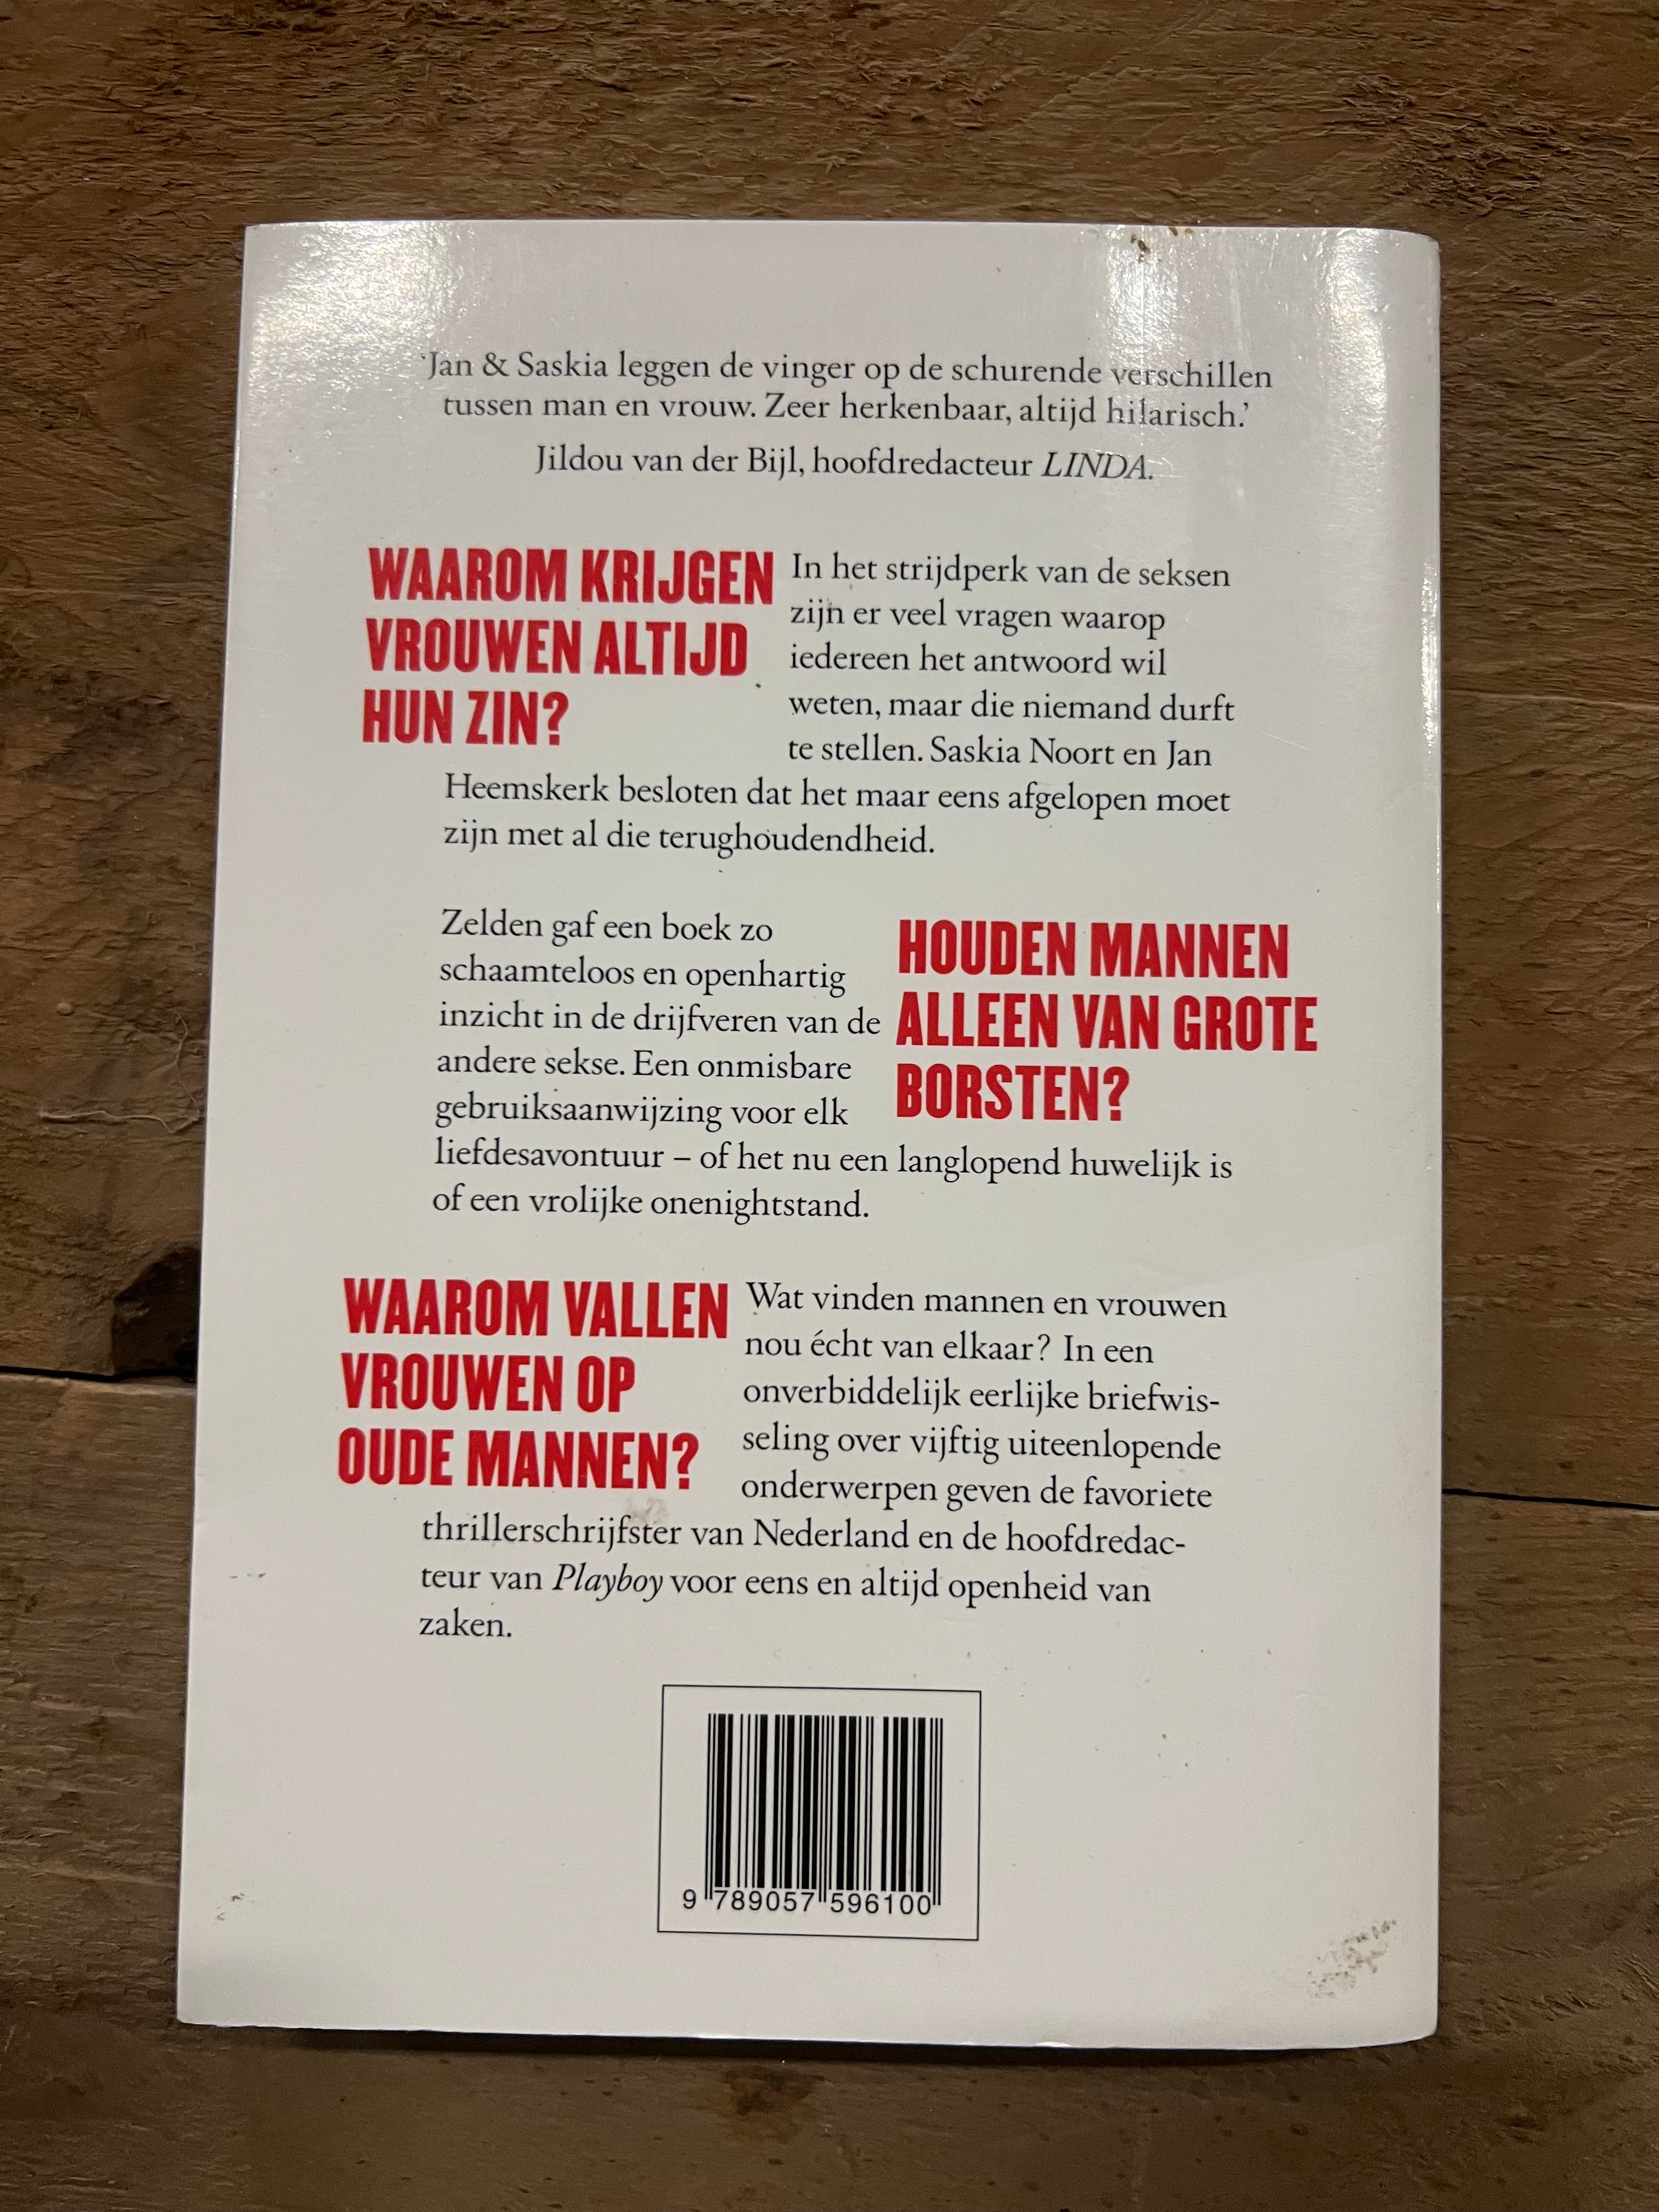 ‘Jan & Saskia leggen de vinger op de schurende verschillen
tussen man en vrouw. Zeer herkenbaar, altijd hilarisch.’
Jildou van der Bijl, hoofdredacteur LINDA.
WAAROM KRIJGEN
VROUWEN ALTIJD
HUN ZIN?
In het strijdperk van de seksen
zijn er veel vragen waarop
iedereen het antwoord wil
weten, maar die niemand durft
te stellen. Saskia Noort en Jan
Heemskerk besloten dat het maar eens afgelopen moet
zijn met al die terughoudendheid.
Zelden gaf een boek zo
schaamteloos en openhartig
inzicht in de drijfveren van de
andere sekse. Een onmisbare
gebruiksaanwijzing voor elk
liefdesavontuur – of het nu een langlopend huwelijk is
of een vrolijke onenightstand.
HOUDEN MANNEN
ALLEEN VAN GROTE
BORSTEN?
WAAROM VALLEN
VROUWEN OP
OUDE MANNEN?
Wat vinden mannen en vrouwen
nou écht van elkaar? In een
onverbiddelijk eerlijke briefwis-
seling over vijftig uiteenlopende
onderwerpen geven de favoriete
thrillerschrijfster van Nederland en de hoofdredac-
teur van Playboy voor eens en altijd openheid van
zaken.
9 789057 596100